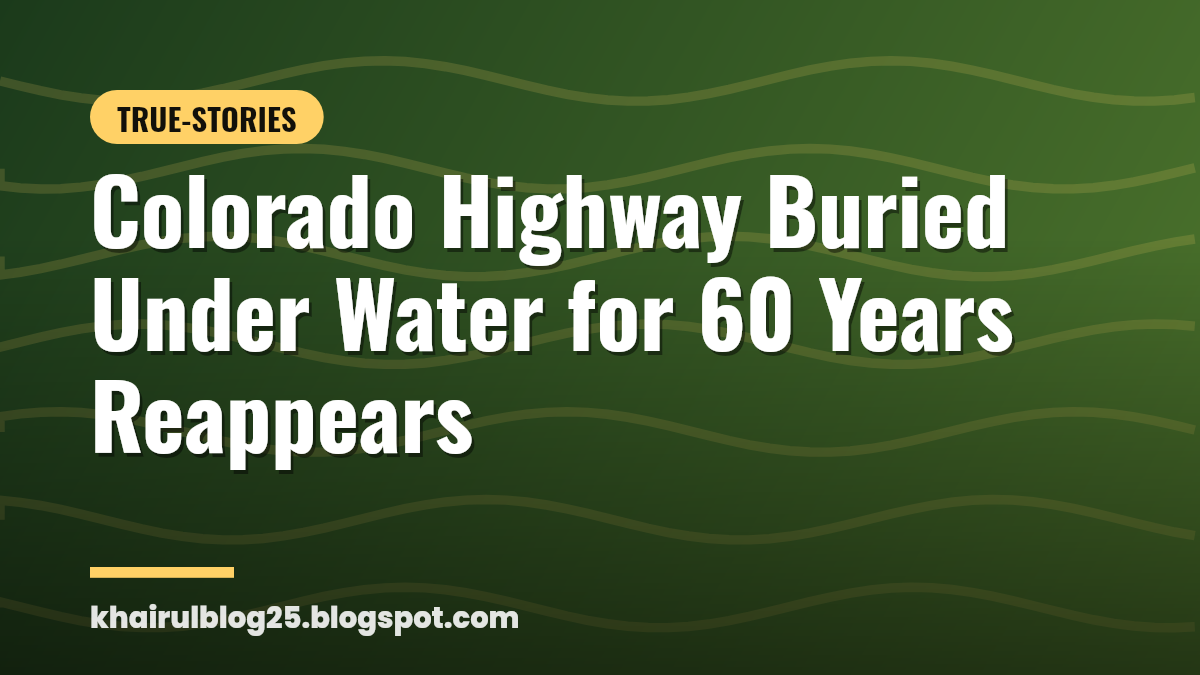 TRUE-STORIES
Colorado Highway Buried
Under Water for 60 Years
Reappears
khairulblog25.blogspot.com